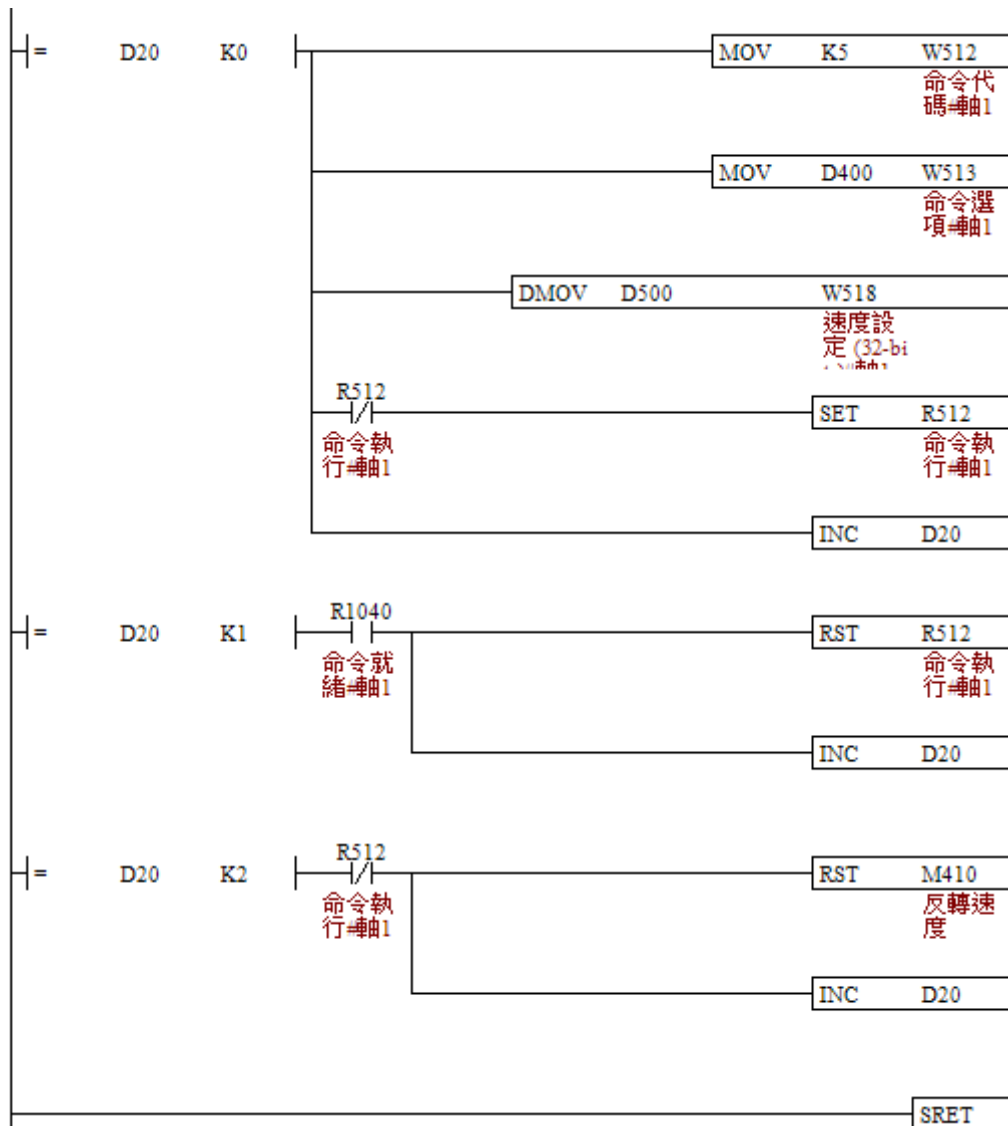 = D20 K0
MOV K5 W512
命令代
碼#軸1
MOV D400 W513
命令選
項#軸1
DMOV D500 W518
速度設
定 (32-bi
R512
命令執
行#軸1
SET R512
命令執
行#軸1
INC D20
= D20 K1
R1040
命令就
緒#軸1
RST R512
命令執
行#軸1
INC D20
= D20 K2
R512
命令執
行#軸1
RST M410
反轉速
度
INC D20
SRET